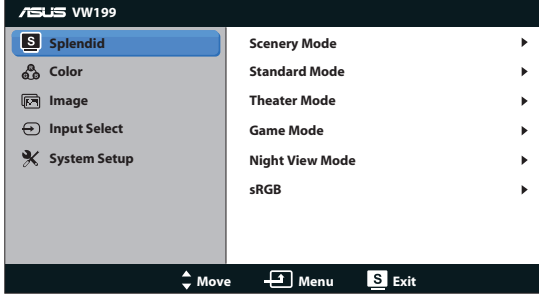 ASUS VW199
S Splendid
Color
Image
Input Select
System Setup
Scenery Mode
Standard Mode
Theater Mode
Game Mode
Night View Mode
sRGB
Move Menu S Exit